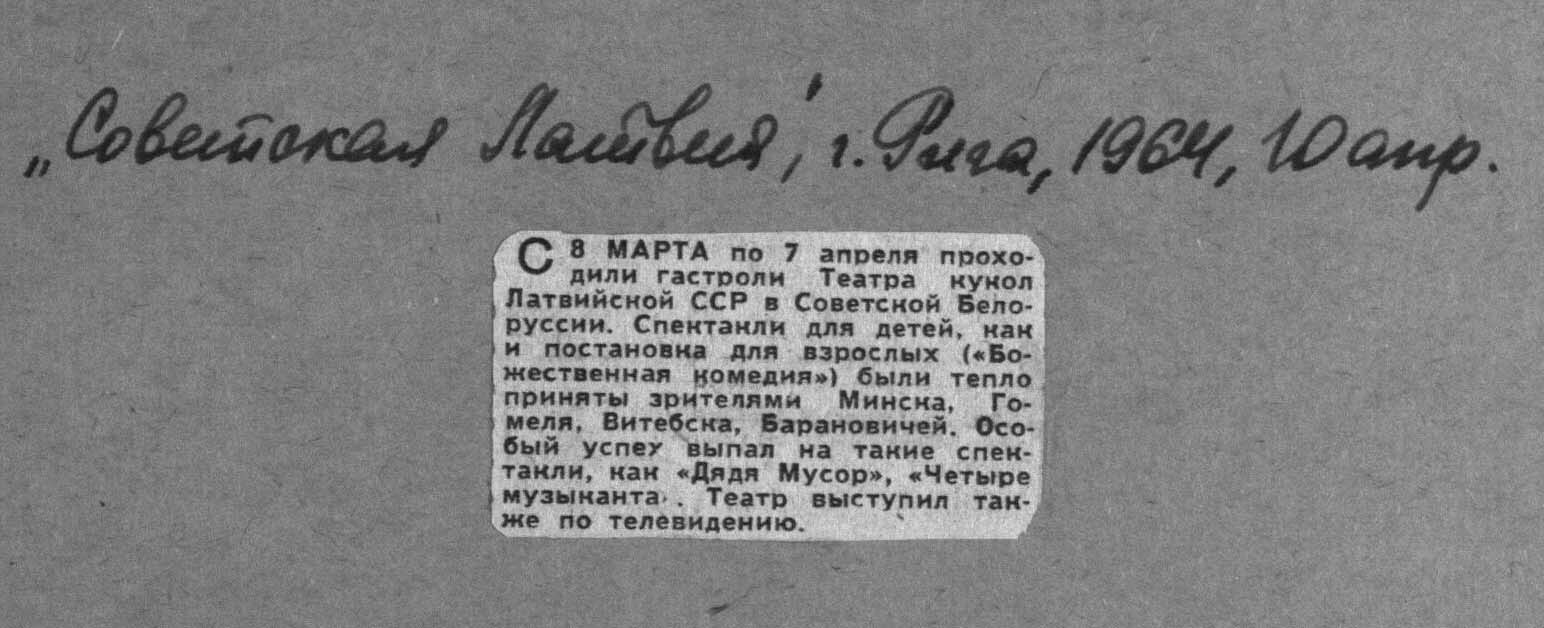 „Советская Латвия", г. Рига, 1964, 10 апр.
С 8 МАРТА по 7 апреля прохо-
дили гастроли Театра кукол
Латвийской ССР в Советской Бело-
руссии. Спектакли для детей, как
и постановка для взрослых («Бо-
жественная комедия») были тепло
приняты зрителями Минска, Го-
меля, Витебска, Барановичей. Осо-
бый успех выпал на такие спек-
такли, как «Дядя Мусор», «Четыре
музыканта». Театр выступил так-
же по телевидению.